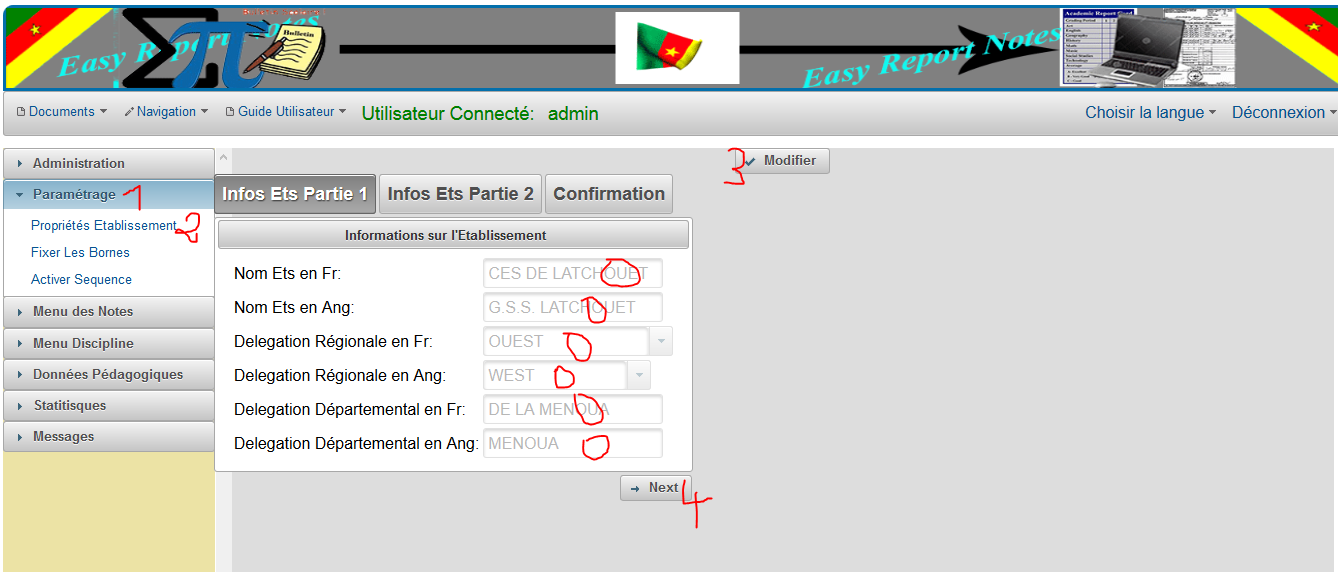 Easy Report Notes
Bulletin
Easy Report Notes
Academic Report Card
Documents
Navigation
Guide Utilisateur
Utilisateur Connecté: admin
Choisir la langue
Déconnexion
Administration
Paramétrage 1
Propriétés Etablissement 2
Fixer Les Bornes
Activer Sequence
Menu des Notes
Menu Discipline
Données Pédagogiques
Statitisques
Messages
3 Modifier
Infos Ets Partie 1
Infos Ets Partie 2
Confirmation
Informations sur l'Etablissement
Nom Ets en Fr: CES DE LATCHOUET
Nom Ets en Ang: G.S.S. LATCHOUET
Delegation Régionale en Fr: OUEST
Delegation Régionale en Ang: WEST
Delegation Départemental en Fr: DE LA MENOUA
Delegation Départemental en Ang: MENOUA
Next 4